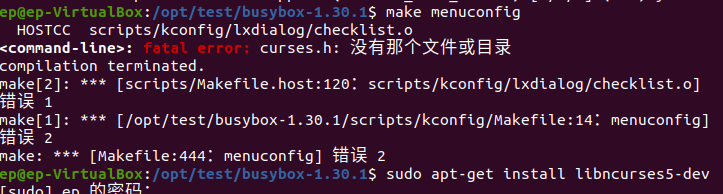 ep@ep-VirtualBox:/opt/test/busybox-1.30.1$ make menuconfig
  HOSTCC  scripts/kconfig/lxdialog/checklist.o
<command-line>: fatal error: curses.h: 没有那个文件或目录
compilation terminated.
make[2]: *** [scripts/Makefile.host:120：scripts/kconfig/lxdialog/checklist.o]
错误 1
make[1]: *** [/opt/test/busybox-1.30.1/scripts/kconfig/Makefile:14：menuconfig]
错误 2
make: *** [Makefile:444：menuconfig] 错误 2
ep@ep-VirtualBox:/opt/test/busybox-1.30.1$ sudo apt-get install libncurses5-dev
[sudo] ep 的密码：